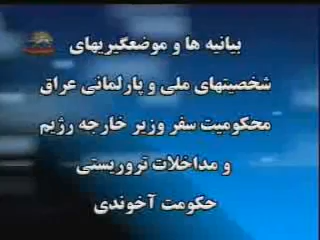 بیانیه ها و موضعگیریهای
شخصیتهای ملی و پارلمانی عراق
محکومیت سفر وزیر خارجه رژیم
و مداخلات تروریستی
حکومت آخوندی